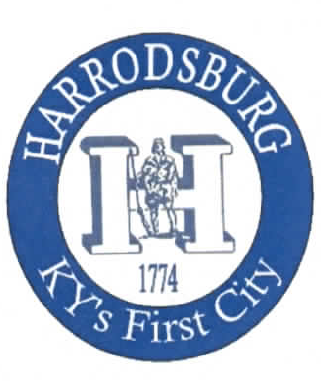 HARRODSBURG
H
1774
KY's First City